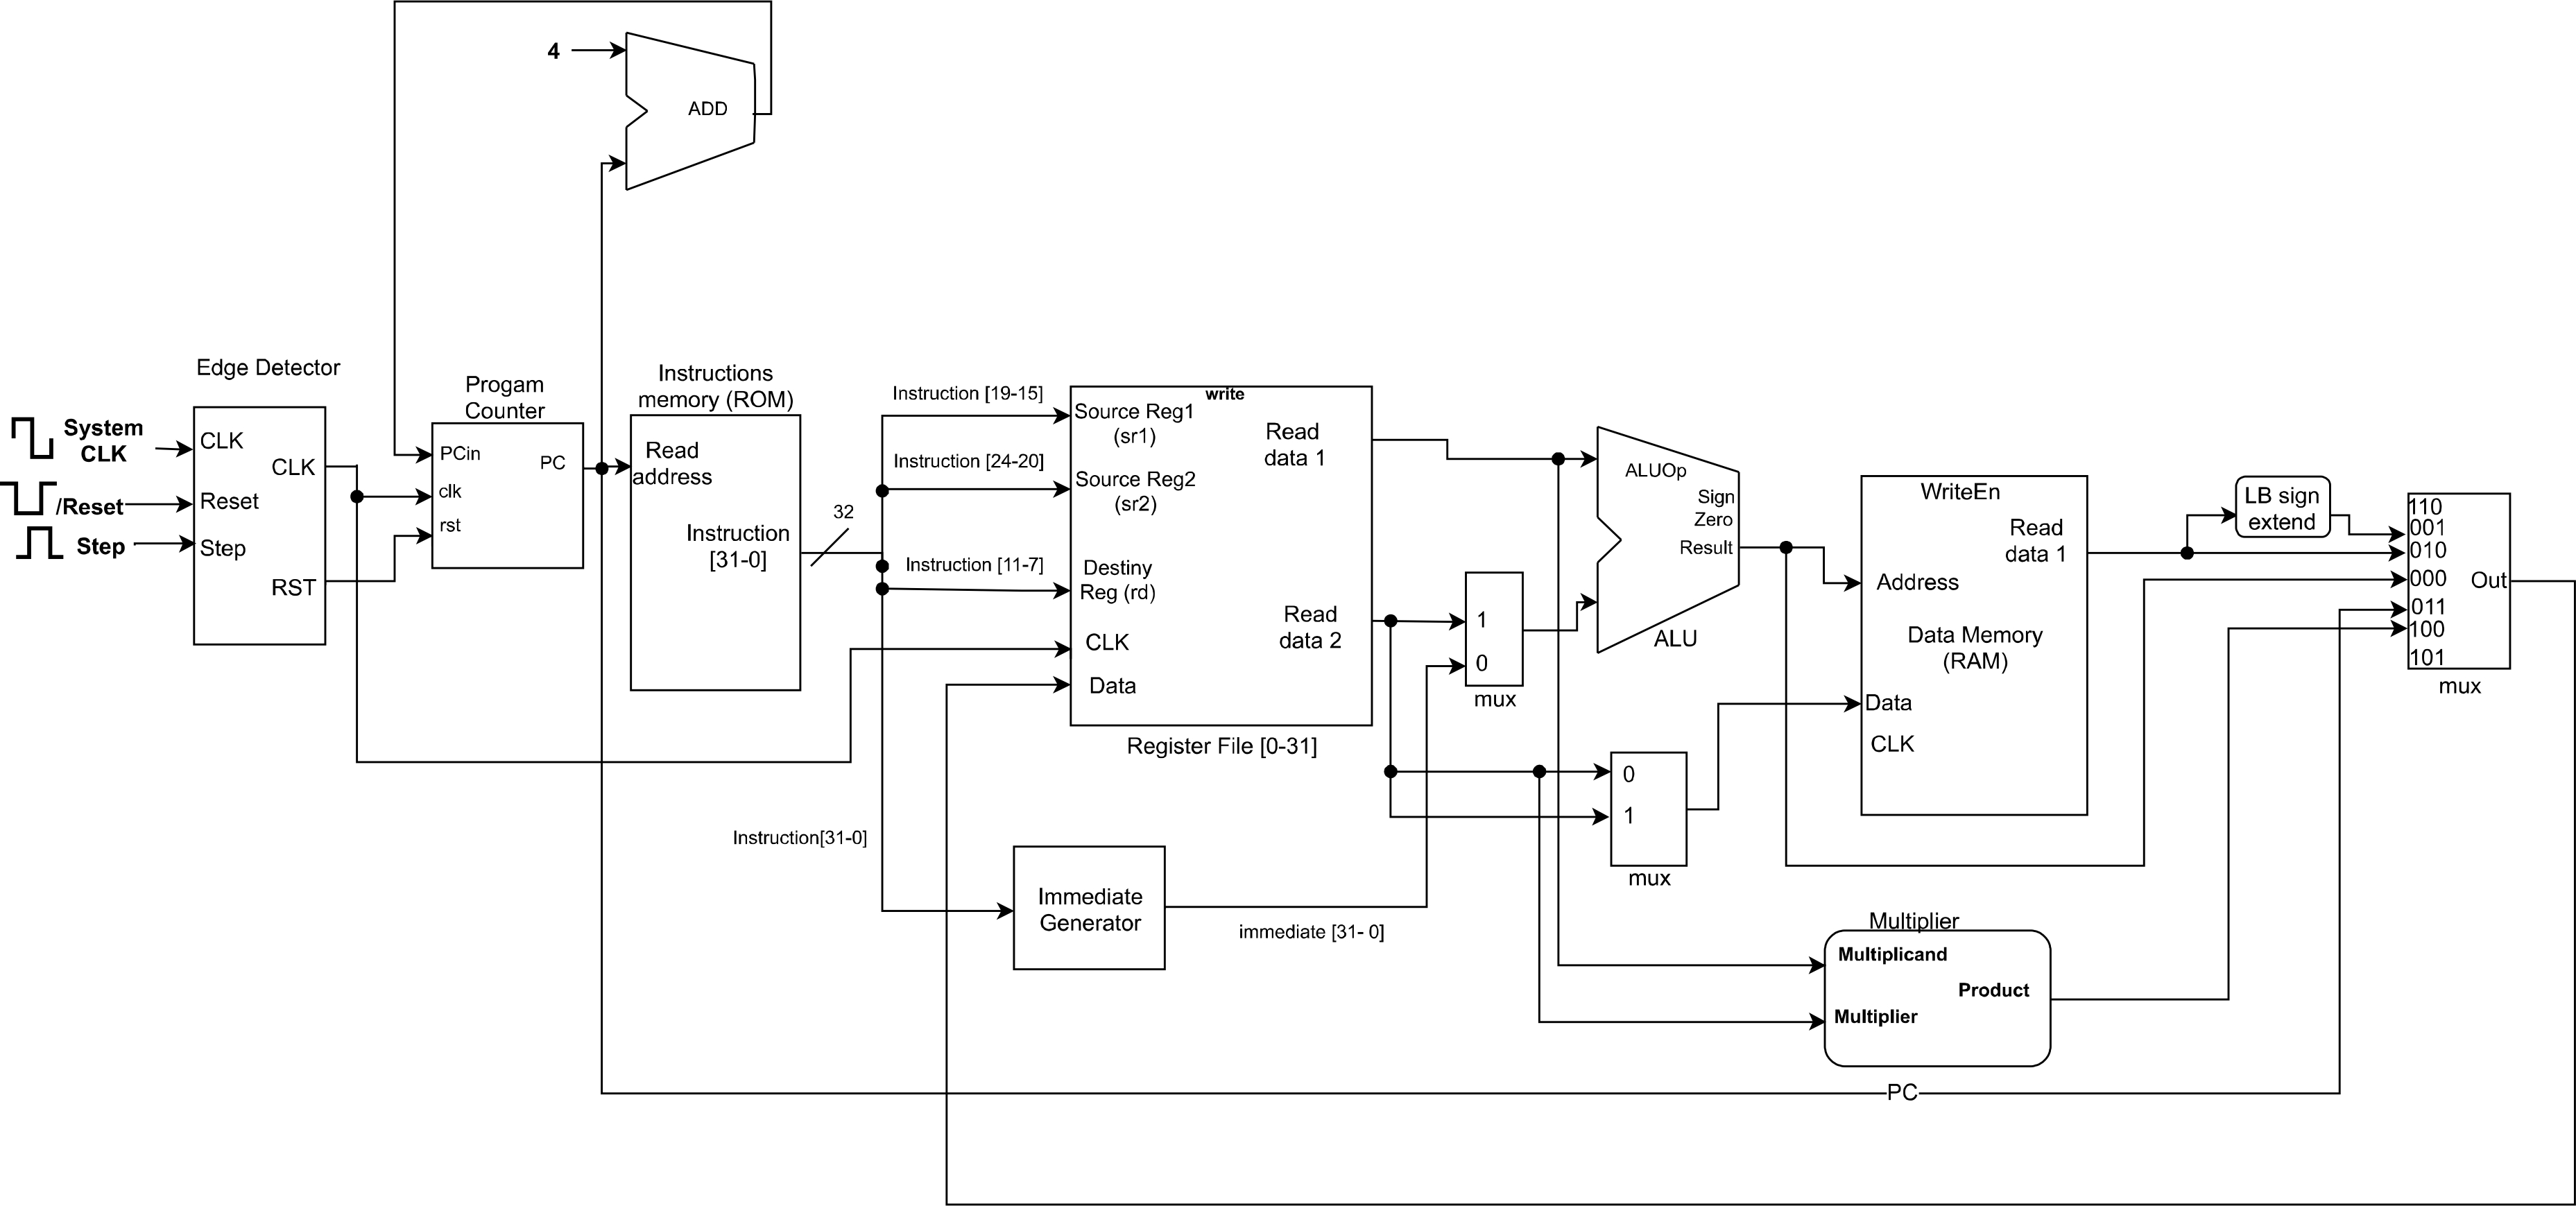 4
ADD
Edge Detector
System
CLK
/Reset
Step
CLK
Reset
Step
CLK
RST
Progam
Counter
PCin
clk
rst
PC
Instructions
memory (ROM)
Read
address
Instruction
[31-0]
32
Instruction [19-15]
Instruction [24-20]
Instruction [11-7]
Instruction[31-0]
write
Source Reg1
(sr1)
Source Reg2
(sr2)
Destiny
Reg (rd)
CLK
Data
Read
data 1
Read
data 2
Register File [0-31]
Immediate
Generator
immediate [31- 0]
1
0
mux
0
1
mux
ALUOp
Sign
Zero
Result
ALU
WriteEn
Read
data 1
Address
Data Memory
(RAM)
Data
CLK
Multiplier
Multiplicand
Product
Multiplier
PC
LB sign
extend
110
001
010
000
011
100
101
Out
mux